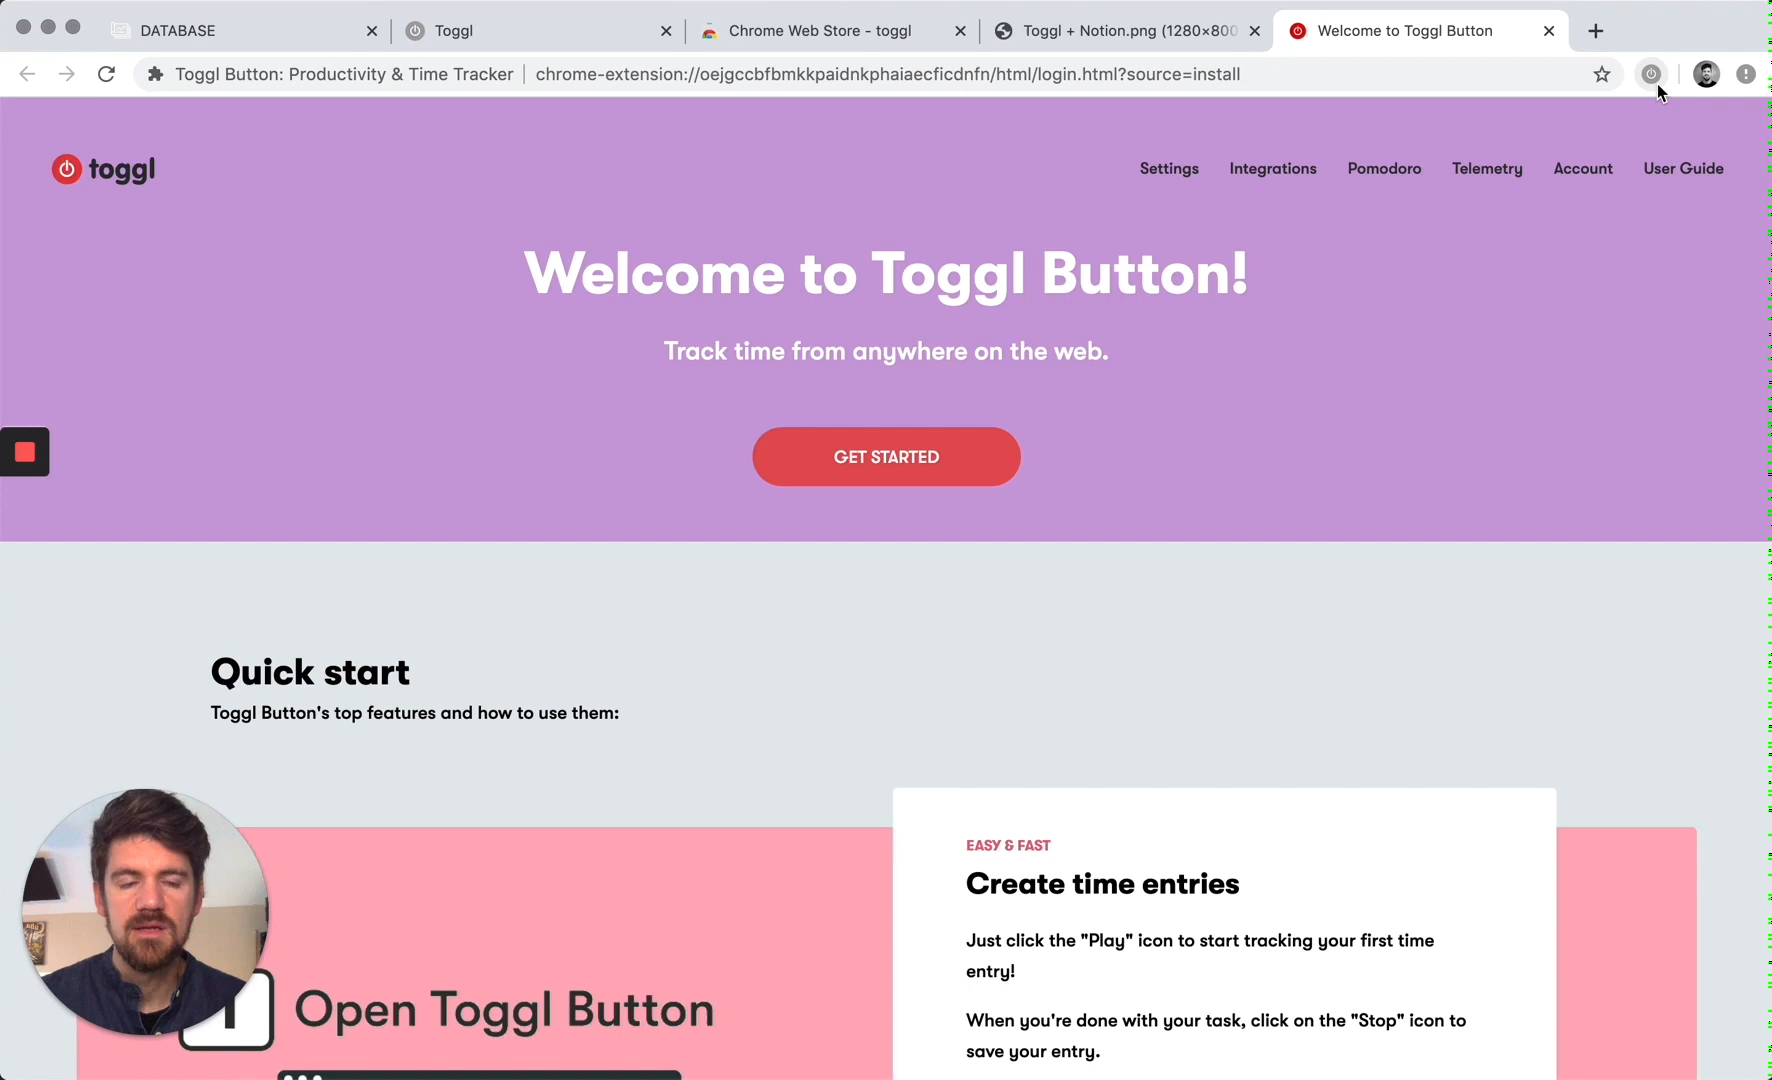 DATABASE
Toggl
Chrome Web Store - toggl
Toggl + Notion.png (1280×800
Welcome to Toggl Button
Toggl Button: Productivity & Time Tracker
chrome-extension://oejgccbfbmkkpaidnkphaiaecficdnfn/html/login.html?source=install
toggl
Settings
Integrations
Pomodoro
Telemetry
Account
User Guide
Welcome to Toggl Button!
Track time from anywhere on the web.
GET STARTED
Quick start
Toggl Button's top features and how to use them:
EASY & FAST
Create time entries
Just click the "Play" icon to start tracking your first time
entry!
When you're done with your task, click on the "Stop" icon to
save your entry.
Open Toggl Button